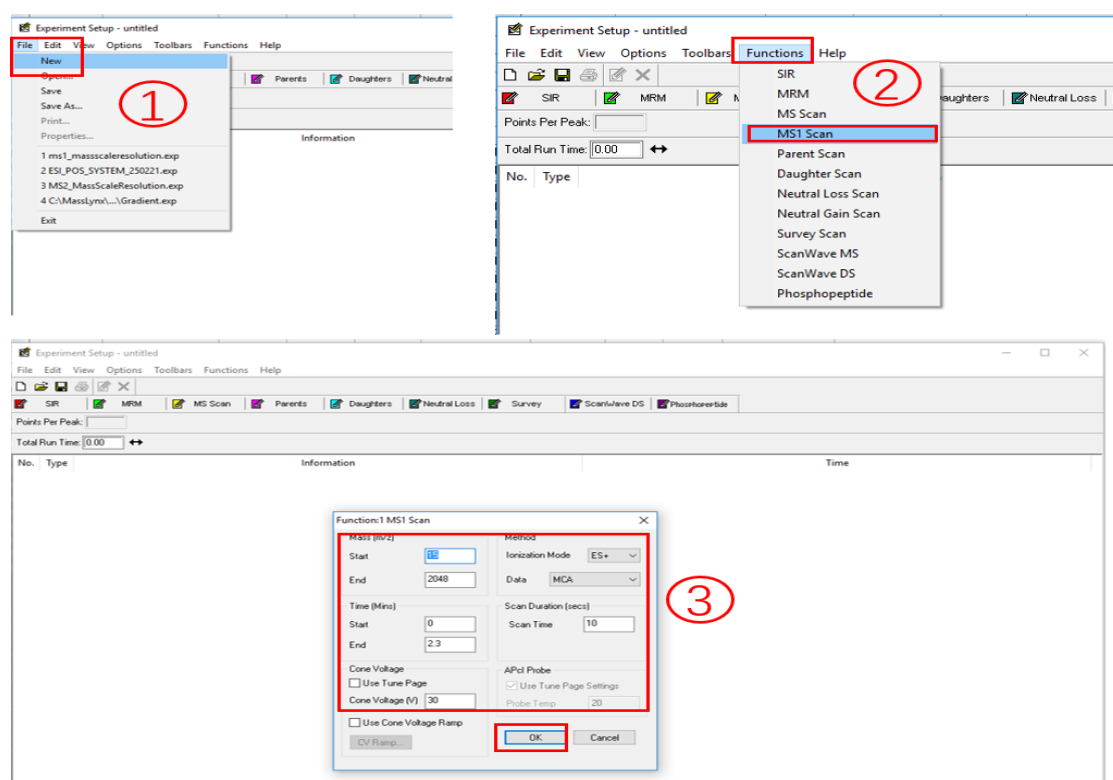 Experiment Setup - untitled
File Edit View Options Toolbars Functions Help
New
Open...
Save
Save As...
Print...
Properties...
1 ms1_massscaleresolution.exp
2 ESI_POS_SYSTEM_250221.exp
3 MS2_MassScaleResolution.exp
4 C:\MassLynx\...\Gradient.exp
Exit
Parents Daughters Neutral
Information
1
Experiment Setup - untitled
File Edit View Options Toolbars Functions Help
SIR MRM M
aughters Neutral Loss
Points Per Peak:
Total Run Time: 0.00
No. Type
SIR
MRM
MS Scan
MS1 Scan
Parent Scan
Daughter Scan
Neutral Loss Scan
Neutral Gain Scan
Survey Scan
ScanWave MS
ScanWave DS
Phosphopeptide
2
Experiment Setup - untitled
File Edit View Options Toolbars Functions Help
SIR MRM MS Scan Parents Daughters Neutral Loss Survey ScanWave DS Phosphopeptide
Points Per Peak:
Total Run Time: 0.00
No. Type Information Time
Function:1 MS1 Scan
Mass (m/z)
Start 15
End 2048
Method
Ionization Mode ES+
Data MCA
Time (Mins)
Start 0
End 2.3
Scan Duration (secs)
Scan Time 10
Cone Voltage
Use Tune Page
Cone Voltage (V) 30
APcI Probe
Use Tune Page Settings
Probe Temp 20
Use Cone Voltage Ramp
CV Ramp...
OK Cancel
3